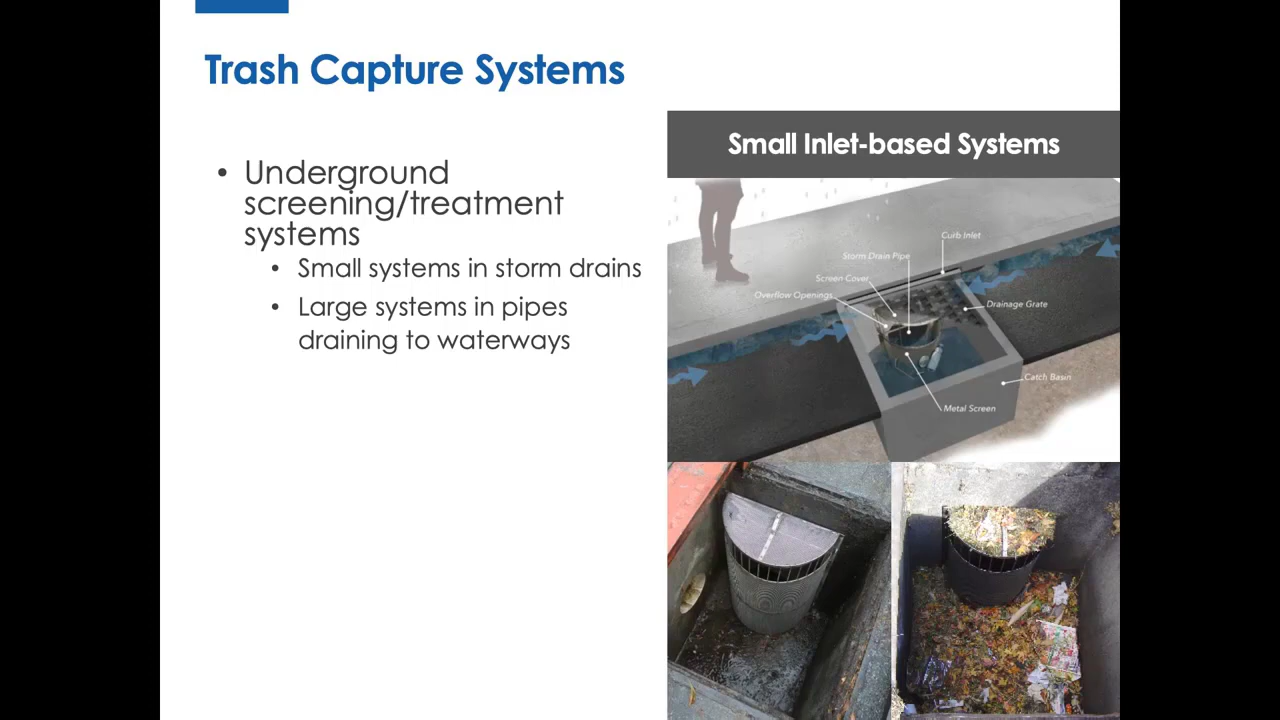 Trash Capture Systems
• Underground
screening/treatment
systems
• Small systems in storm drains
• Large systems in pipes
draining to waterways
Small Inlet-based Systems
Curb Inlet
Storm Drain Pipe
Screen Cover
Overflow Openings
Drainage Grate
Catch Basin
Metal Screen